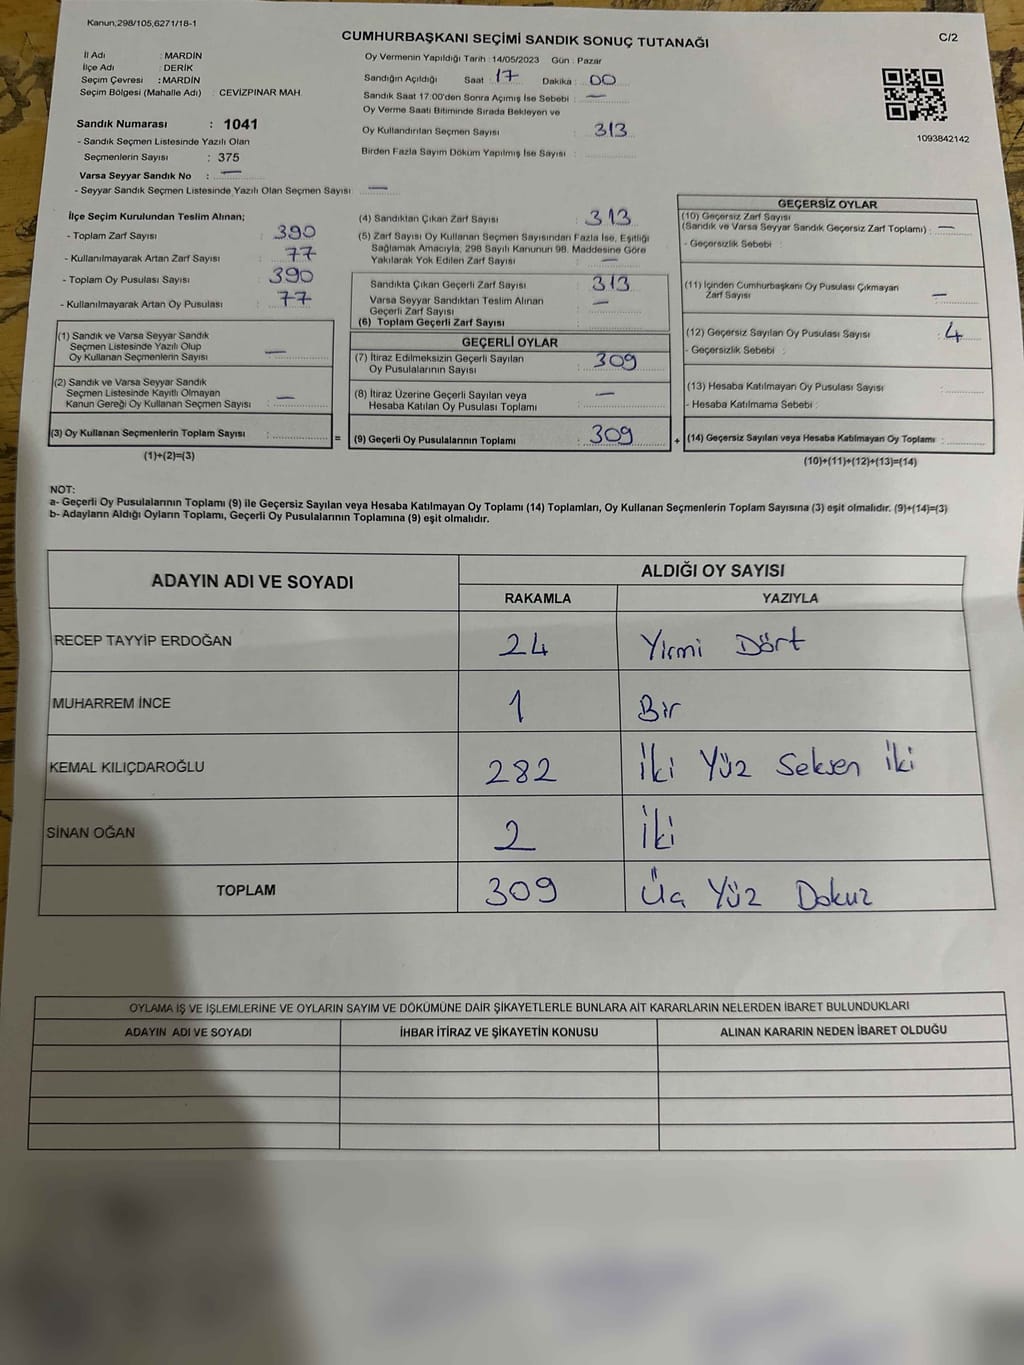 Kanun,298/105,6271/18-1
C/2
CUMHURBAŞKANI SEÇİMİ SANDIK SONUÇ TUTANAĞI
İl Adı : MARDİN
İlçe Adı : DERİK
Seçim Çevresi : MARDİN
Seçim Bölgesi (Mahalle Adı) : CEVİZPINAR MAH.
Sandık Numarası : 1041
- Sandık Seçmen Listesinde Yazılı Olan
Seçmenlerin Sayısı : 375
Varsa Seyyar Sandık No : —
- Seyyar Sandık Seçmen Listesinde Yazılı Olan Seçmen Sayısı : —
Oy Vermenin Yapıldığı Tarih : 14/05/2023 Gün : Pazar
Sandığın Açıldığı Saat : 17 Dakika : 00
Sandık Saat 17:00'den Sonra Açımış İse Sebebi : —
Oy Verme Saati Bitiminde Sırada Bekleyen ve
Oy Kullandırılan Seçmen Sayısı : 313
Birden Fazla Sayım Döküm Yapılmış İse Sayısı :
1093842142
İlçe Seçim Kurulundan Teslim Alınan;
- Toplam Zarf Sayısı : 390
- Kullanılmayarak Artan Zarf Sayısı : 77
- Toplam Oy Pusulası Sayısı : 390
- Kullanılmayarak Artan Oy Pusulası : 77
(1) Sandık ve Varsa Seyyar Sandık
Seçmen Listesinde Yazılı Olup
Oy Kullanan Seçmenlerin Sayısı : —
(2) Sandık ve Varsa Seyyar Sandık
Seçmen Listesinde Kayıtlı Olmayan
Kanun Gereği Oy Kullanan Seçmen Sayısı : —
(3) Oy Kullanan Seçmenlerin Toplam Sayısı :
(1)+(2)=(3)
=
(4) Sandıktan Çıkan Zarf Sayısı : 313
(5) Zarf Sayısı Oy Kullanan Seçmen Sayısından Fazla İse, Eşitliği
Sağlamak Amacıyla, 298 Sayılı Kanunun 98. Maddesine Göre
Yakılarak Yok Edilen Zarf Sayısı : —
Sandıkta Çıkan Geçerli Zarf Sayısı : 313
Varsa Seyyar Sandıktan Teslim Alınan
Geçerli Zarf Sayısı : —
(6) Toplam Geçerli Zarf Sayısı :
GEÇERLİ OYLAR
(7) İtiraz Edilmeksizin Geçerli Sayılan
Oy Pusulalarının Sayısı : 309
(8) İtiraz Üzerine Geçerli Sayılan veya
Hesaba Katılan Oy Pusulası Toplamı : —
(9) Geçerli Oy Pusulalarının Toplamı : 309
+
GEÇERSİZ OYLAR
(10) Geçersiz Zarf Sayısı
(Sandık ve Varsa Seyyar Sandık Geçersiz Zarf Toplamı) : —
- Geçersizlik Sebebi :
(11) İçinden Cumhurbaşkanı Oy Pusulası Çıkmayan
Zarf Sayısı : —
(12) Geçersiz Sayılan Oy Pusulası Sayısı : 4
- Geçersizlik Sebebi :
(13) Hesaba Katılmayan Oy Pusulası Sayısı :
- Hesaba Katılmama Sebebi :
(14) Geçersiz Sayılan veya Hesaba Katılmayan Oy Toplamı :
(10)+(11)+(12)+(13)=(14)
NOT:
a- Geçerli Oy Pusulalarının Toplamı (9) ile Geçersiz Sayılan veya Hesaba Katılmayan Oy Toplamı (14) Toplamları, Oy Kullanan Seçmenlerin Toplam Sayısına (3) eşit olmalıdır. (9)+(14)=(3)
b- Adayların Aldığı Oyların Toplamı, Geçerli Oy Pusulalarının Toplamına (9) eşit olmalıdır.
ADAYIN ADI VE SOYADI ALDIĞI OY SAYISI
RAKAMLA YAZIYLA
RECEP TAYYİP ERDOĞAN 24 Yirmi Dört
MUHARREM İNCE 1 Bir
KEMAL KILIÇDAROĞLU 282 İki Yüz Seksen İki
SİNAN OĞAN 2 İki
TOPLAM 309 Üç Yüz Dokuz
OYLAMA İŞ VE İŞLEMLERİNE VE OYLARIN SAYIM VE DÖKÜMÜNE DAİR ŞİKAYETLERLE BUNLARA AİT KARARLARIN NELERDEN İBARET BULUNDUKLARI
ADAYIN ADI VE SOYADI İHBAR İTİRAZ VE ŞİKAYETİN KONUSU ALINAN KARARIN NEDEN İBARET OLDUĞU